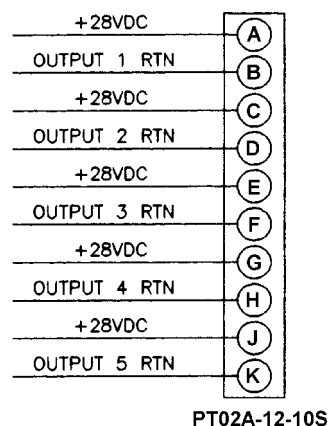 +28VDC A
OUTPUT 1 RTN B
+28VDC C
OUTPUT 2 RTN D
+28VDC E
OUTPUT 3 RTN F
+28VDC G
OUTPUT 4 RTN H
+28VDC J
OUTPUT 5 RTN K
PT02A-12-10S